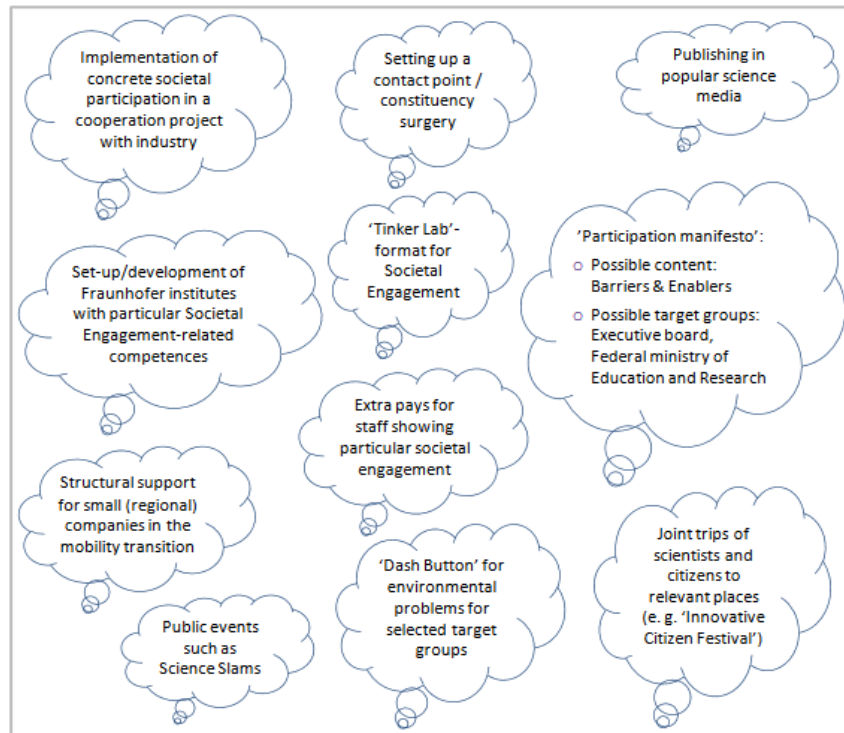 Implementation of
concrete societal
participation in a
cooperation project
with industry
Setting up a
contact point /
constituency
surgery
Publishing in
popular science
media
Set-up/development of
Fraunhofer institutes
with particular Societal
Engagement-related
competences
'Tinker Lab'-
format for
Societal
Engagement
'Participation manifesto':
Possible content:
Barriers & Enablers
Possible target groups:
Executive board,
Federal ministry of
Education and Research
Extra pays for
staff showing
particular societal
engagement
Structural support
for small (regional)
companies in the
mobility transition
'Dash Button' for
environmental
problems for
selected target
groups
Joint trips of
scientists and
citizens to
relevant places
(e. g. 'Innovative
Citizen Festival')
Public events
such as
Science Slams